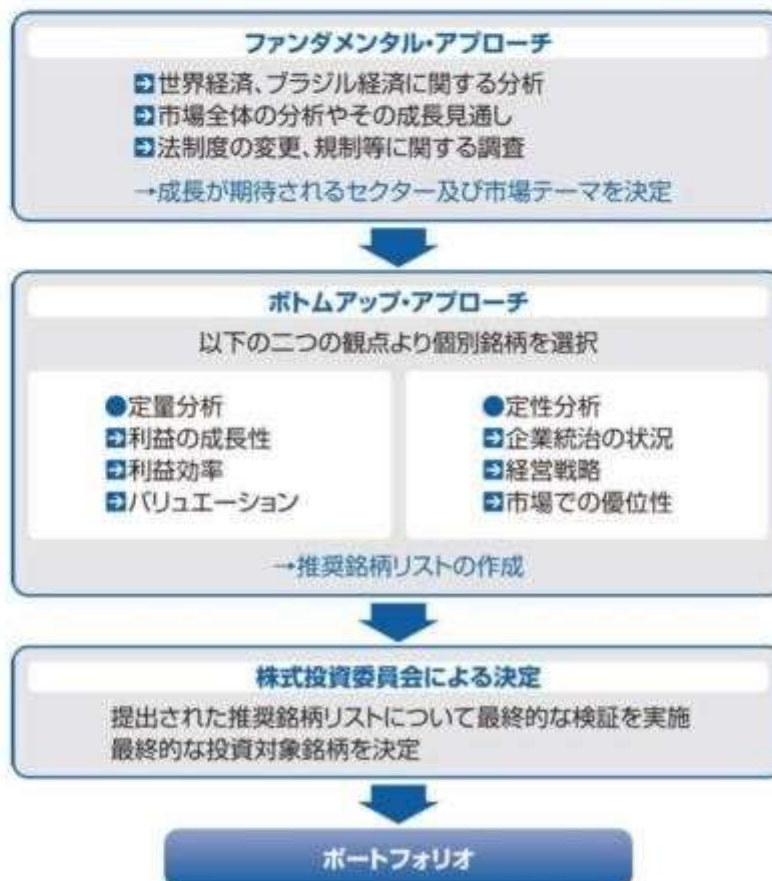 ファンダメンタル・アプローチ
➡世界経済、ブラジル経済に関する分析
➡市場全体の分析やその成長見通し
➡法制度の変更、規制等に関する調査
→成長が期待されるセクター及び市場テーマを決定
ボトムアップ・アプローチ
以下の二つの観点より個別銘柄を選択
●定量分析
➡利益の成長性
➡利益効率
➡バリュエーション
●定性分析
➡企業統治の状況
➡経営戦略
➡市場での優位性
→推奨銘柄リストの作成
株式投資委員会による決定
提出された推奨銘柄リストについて最終的な検証を実施
最終的な投資対象銘柄を決定
ポートフォリオ